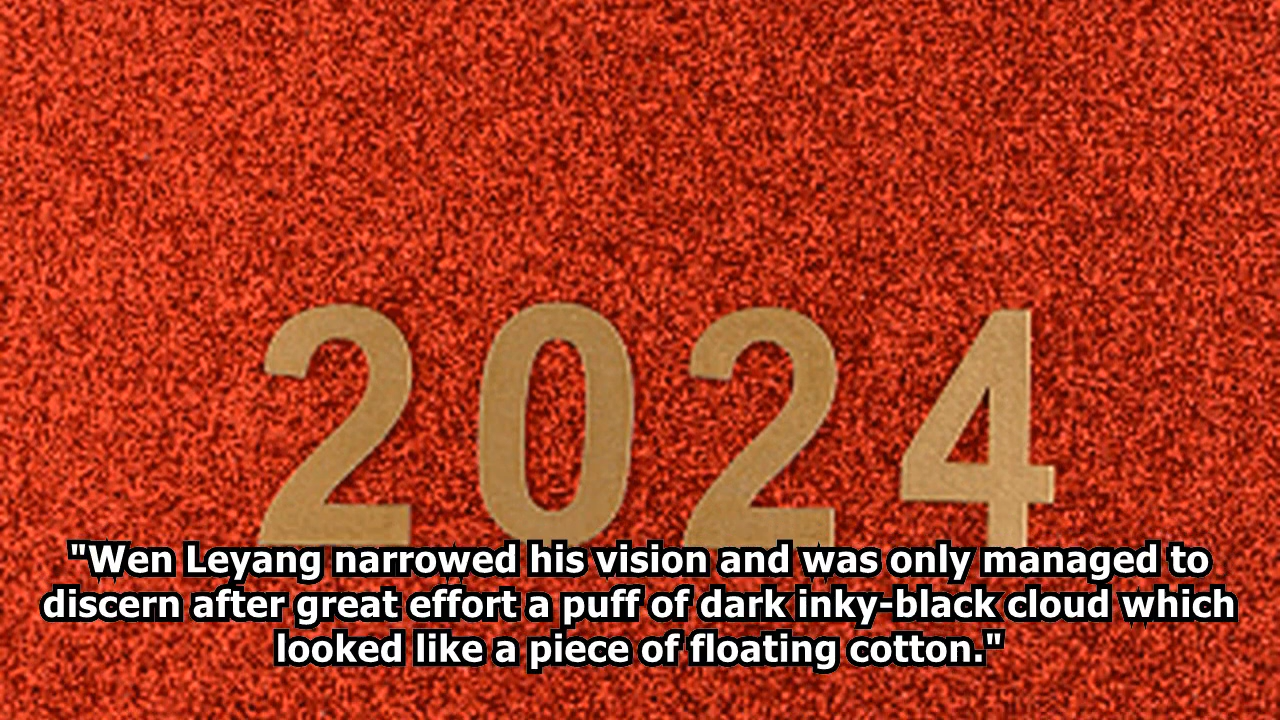 2024
"Wen Leyang narrowed his vision and was only managed to
discern after great effort a puff of dark inky-black cloud which
looked like a piece of floating cotton."